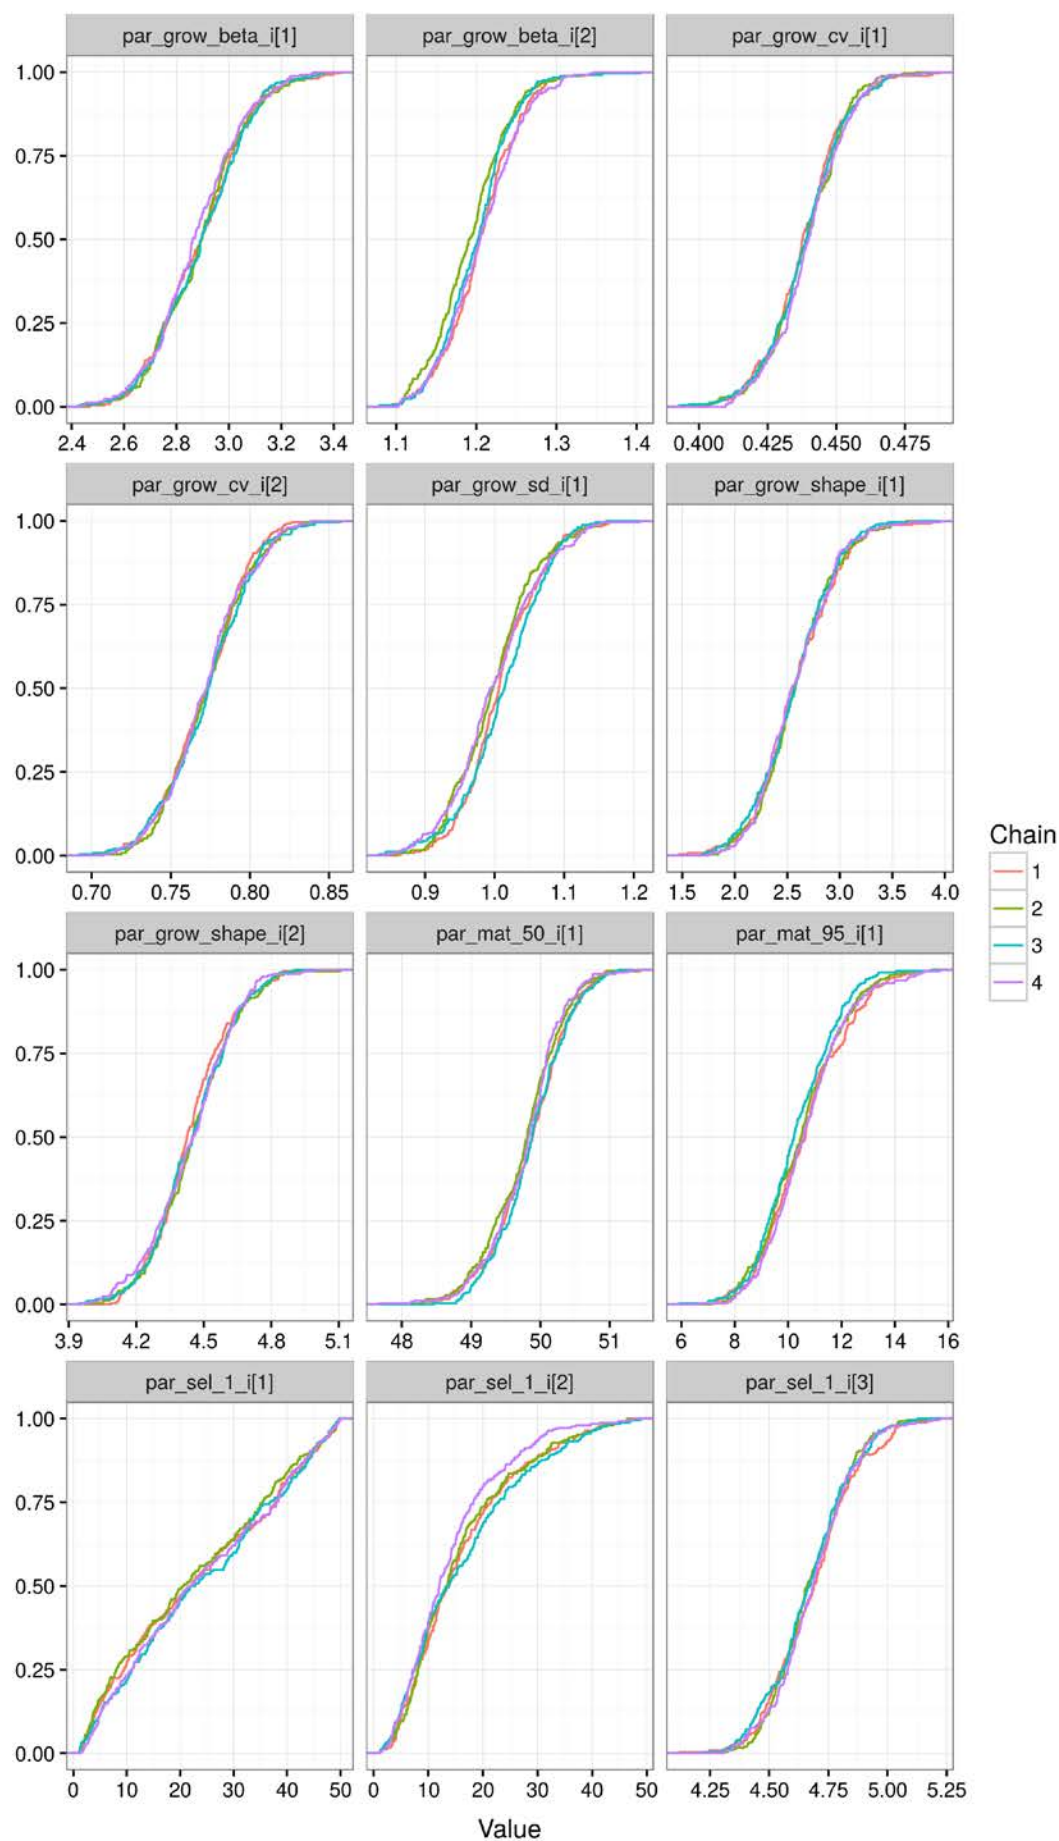 par_grow_beta_i[1] par_grow_beta_i[2] par_grow_cv_i[1]
1.00
0.75
0.50
0.25
0.00
2.4 2.6 2.8 3.0 3.2 3.4 1.1 1.2 1.3 1.4 0.400 0.425 0.450 0.475
par_grow_cv_i[2] par_grow_sd_i[1] par_grow_shape_i[1]
1.00
0.75
0.50
0.25
0.00
0.70 0.75 0.80 0.85 0.9 1.0 1.1 1.2 1.5 2.0 2.5 3.0 3.5 4.0
par_grow_shape_i[2] par_mat_50_i[1] par_mat_95_i[1]
1.00
0.75
0.50
0.25
0.00
3.9 4.2 4.5 4.8 5.1 48 49 50 51 6 8 10 12 14 16
par_sel_1_i[1] par_sel_1_i[2] par_sel_1_i[3]
1.00
0.75
0.50
0.25
0.00
0 10 20 30 40 50 0 10 20 30 40 50 4.25 4.50 4.75 5.00 5.25
Value
Chain
1
2
3
4